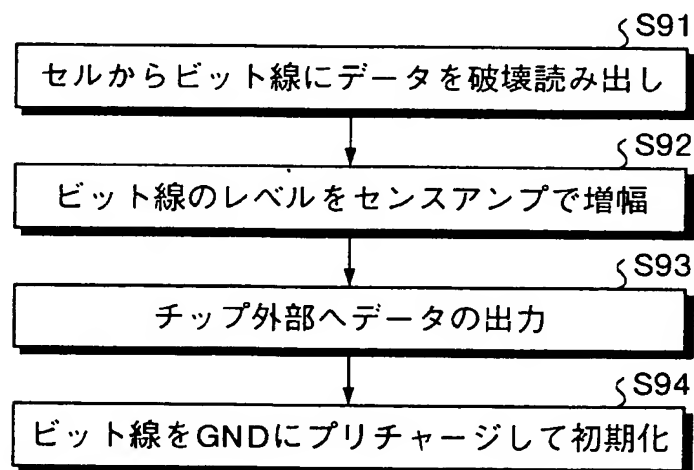 S91
セルからビット線にデータを破壊読み出し
S92
ビット線のレベルをセンスアンプで増幅
S93
チップ外部へデータの出力
S94
ビット線をGNDにプリチャージして初期化